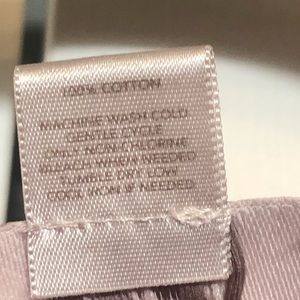 100% COTTON
MACHINE WASH COLD
GENTLE CYCLE
ONLY NON-CHLORINE
BLEACH WHEN NEEDED
TUMBLE DRY LOW
COOL IRON IF NEEDED